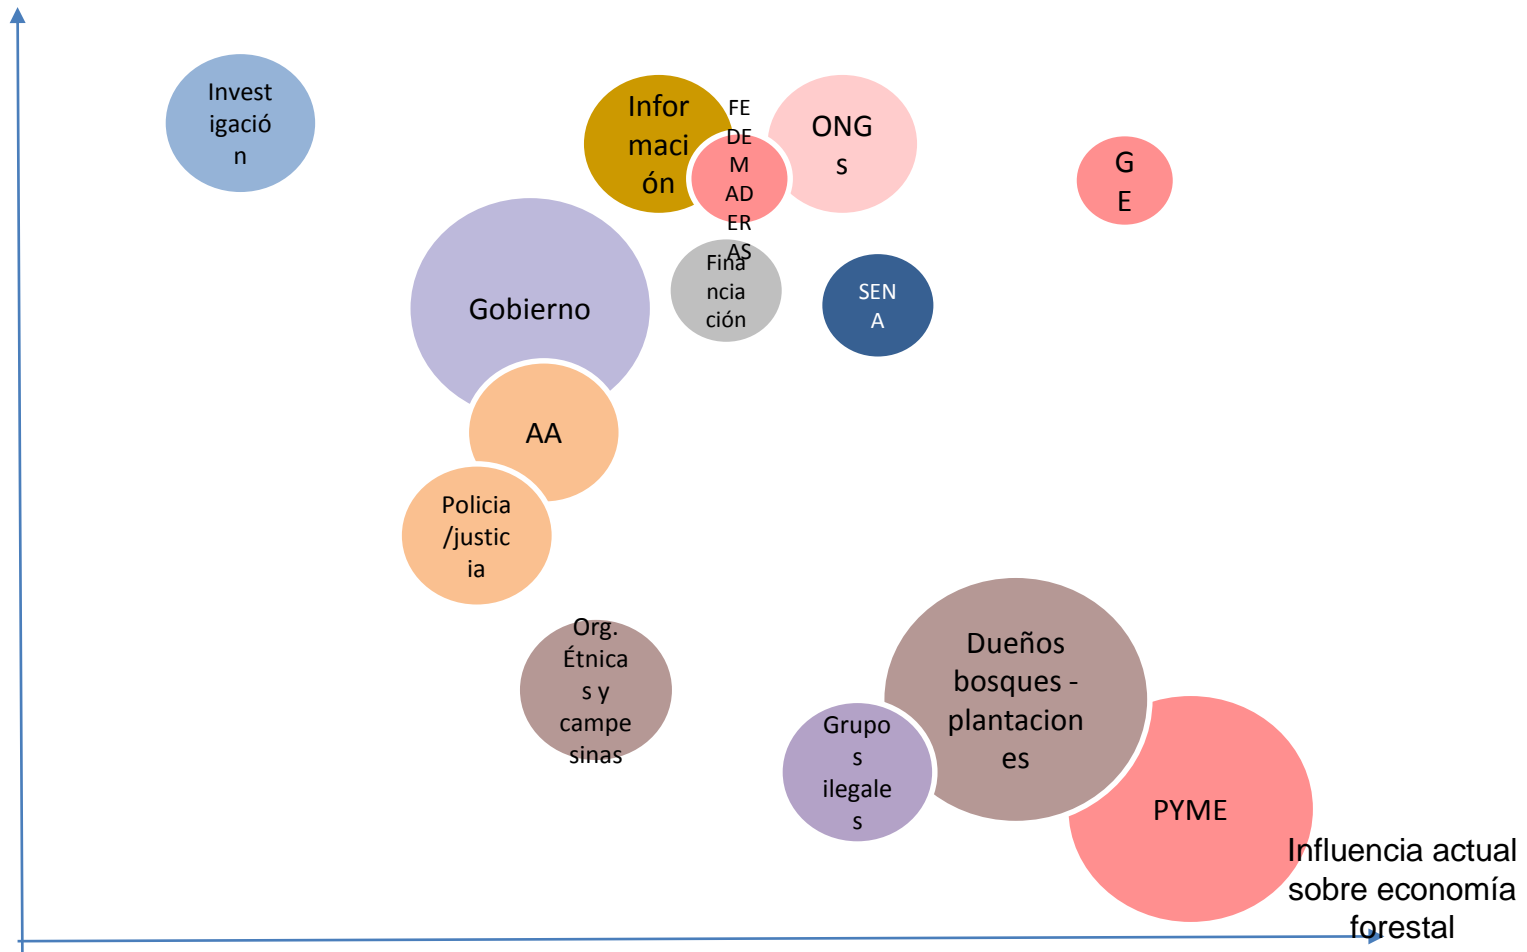 Invest
igació
n
Infor
maci
ón
FE
DE
M
AD
ER
AS
ONG
s
G
E
Gobierno
Fina
ncia
ción
SEN
A
AA
Policia
/justic
ia
Org.
Étnica
s y
campe
sinas
Dueños
bosques -
plantacion
es
Grupo
s
ilegale
s
PYME
Influencia actual
sobre economía
forestal